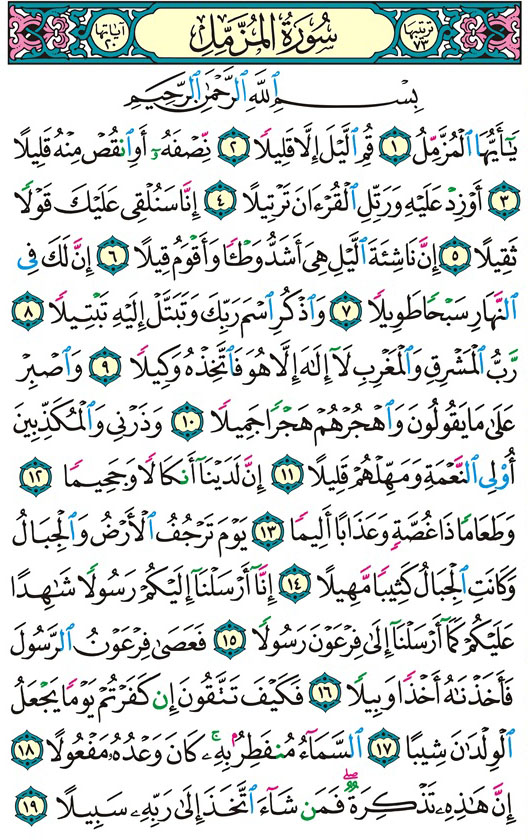 ترتيبها ٧٣ سُورَةُ الْمُزَّمِّل آياتها ٢٠
بِسْمِ ٱللَّهِ ٱلرَّحْمَٰنِ ٱلرَّحِيمِ
يَٰٓأَيُّهَا ٱلْمُزَّمِّلُ ١ قُمِ ٱلَّيْلَ إِلَّا قَلِيلًا ٢ نِّصْفَهُۥٓ أَوِ ٱنقُصْ مِنْهُ قَلِيلًا
٣ أَوْ زِدْ عَلَيْهِ وَرَتِّلِ ٱلْقُرْءَانَ تَرْتِيلًا ٤ إِنَّا سَنُلْقِى عَلَيْكَ قَوْلًا
ثَقِيلًا ٥ إِنَّ نَاشِئَةَ ٱلَّيْلِ هِىَ أَشَدُّ وَطْـًٔا وَأَقْوَمُ قِيلًا ٦ إِنَّ لَكَ فِى
ٱلنَّهَارِ سَبْحًا طَوِيلًا ٧ وَٱذْكُرِ ٱسْمَ رَبِّكَ وَتَبَتَّلْ إِلَيْهِ تَبْتِيلًا ٨
رَّبُّ ٱلْمَشْرِقِ وَٱلْمَغْرِبِ لَآ إِلَٰهَ إِلَّا هُوَ فَٱتَّخِذْهُ وَكِيلًا ٩ وَٱصْبِرْ
عَلَىٰ مَا يَقُولُونَ وَٱهْجُرْهُمْ هَجْرًا جَمِيلًا ١٠ وَذَرْنِى وَٱلْمُكَذِّبِينَ
أُو۟لِى ٱلنَّعْمَةِ وَمَهِّلْهُمْ قَلِيلًا ١١ إِنَّ لَدَيْنَآ أَنكَالًا وَجَحِيمًا ١٢
وَطَعَامًا ذَا غُصَّةٍ وَعَذَابًا أَلِيمًا ١٣ يَوْمَ تَرْجُفُ ٱلْأَرْضُ وَٱلْجِبَالُ
وَكَانَتِ ٱلْجِبَالُ كَثِيبًا مَّهِيلًا ١٤ إِنَّآ أَرْسَلْنَآ إِلَيْكُمْ رَسُولًا شَٰهِدًا
عَلَيْكُمْ كَمَآ أَرْسَلْنَآ إِلَىٰ فِرْعَوْنَ رَسُولًا ١٥ فَعَصَىٰ فِرْعَوْنُ ٱلرَّسُولَ
فَأَخَذْنَٰهُ أَخْذًا وَبِيلًا ١٦ فَكَيْفَ تَتَّقُونَ إِن كَفَرْتُمْ يَوْمًا يَجْعَلُ
ٱلْوِلْدَٰنَ شِيبًا ١٧ ٱلسَّمَآءُ مُنفَطِرٌۢ بِهِۦ ۚ كَانَ وَعْدُهُۥ مَفْعُولًا ١٨
إِنَّ هَٰذِهِۦ تَذْكِرَةٌ ۖ فَمَن شَآءَ ٱتَّخَذَ إِلَىٰ رَبِّهِۦ سَبِيلًا ١٩